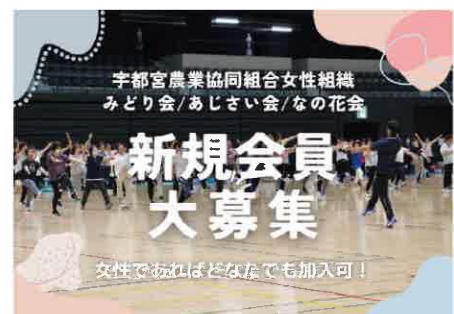 宇都宮農業協同組合女性組織
みどり会/あじさい会/なの花会
新規会員
大募集
女性であればどなたでも加入可！